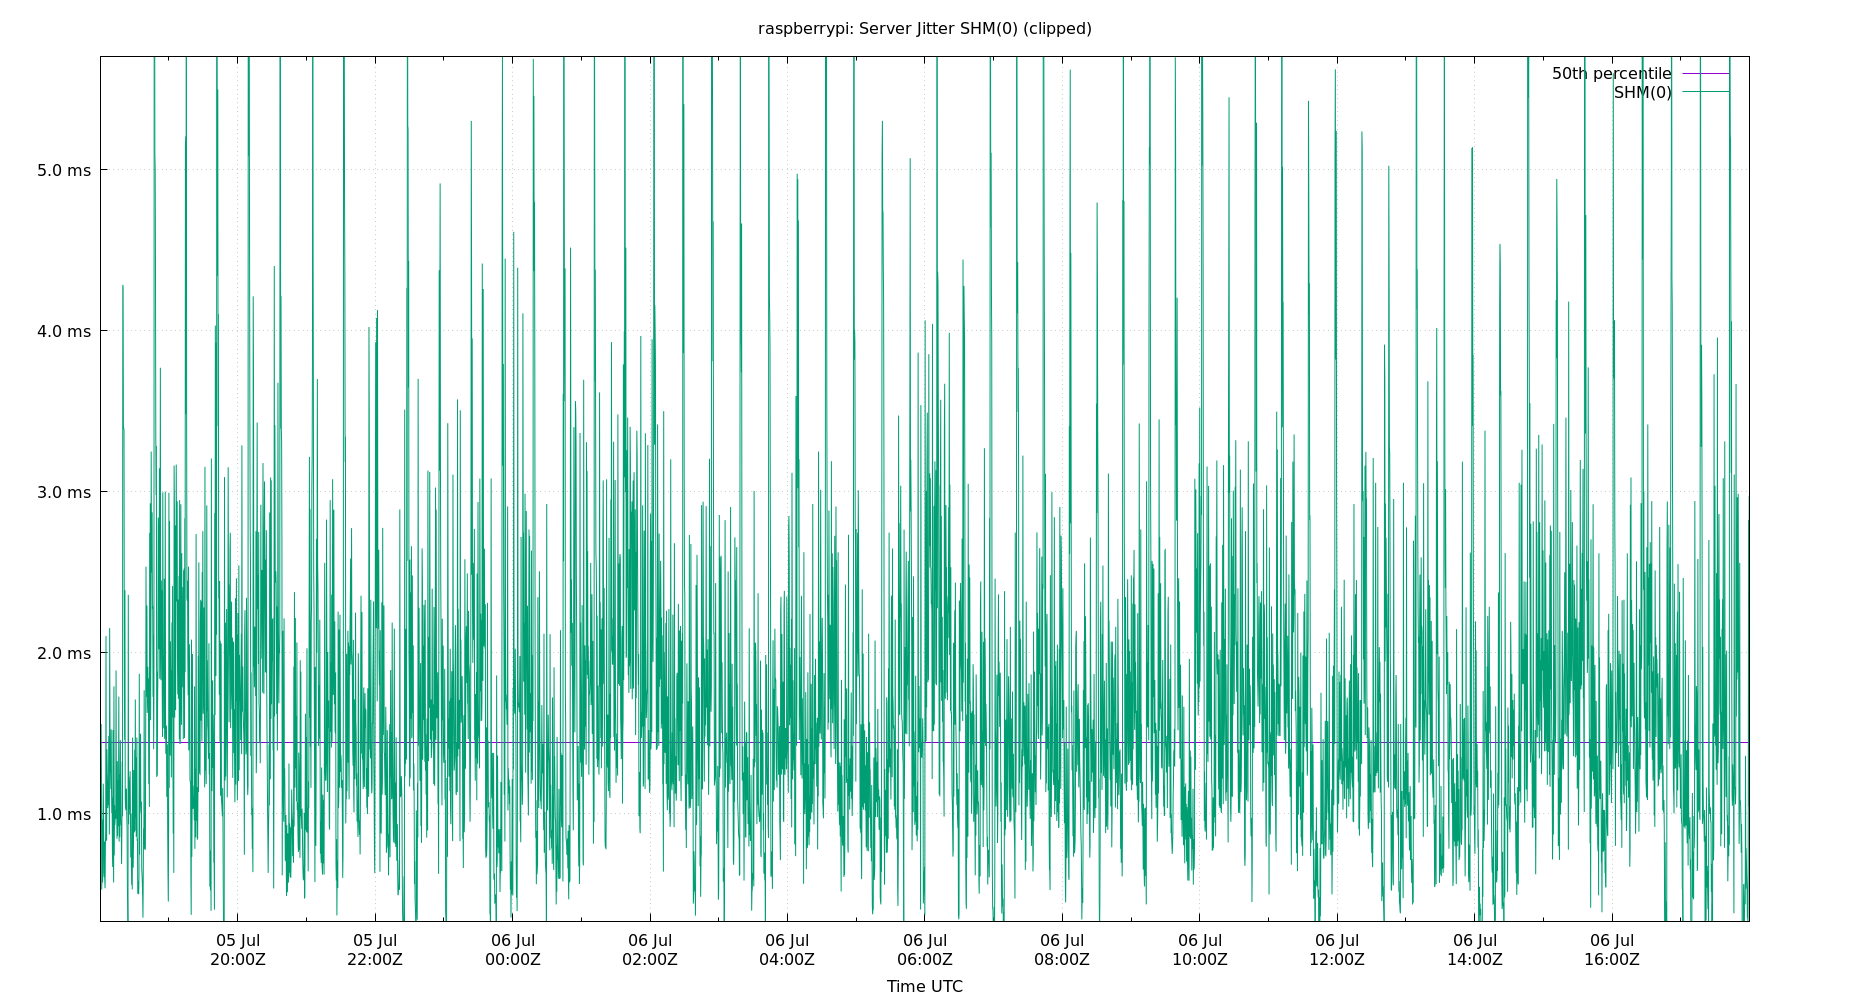 raspberrypi: Server Jitter SHM(0) (clipped)
50th percentile
SHM(0)
5.0 ms
4.0 ms
3.0 ms
2.0 ms
1.0 ms
05 Jul 05 Jul 06 Jul 06 Jul 06 Jul 06 Jul 06 Jul 06 Jul 06 Jul 06 Jul 06 Jul
20:00Z 22:00Z 00:00Z 02:00Z 04:00Z 06:00Z 08:00Z 10:00Z 12:00Z 14:00Z 16:00Z
Time UTC